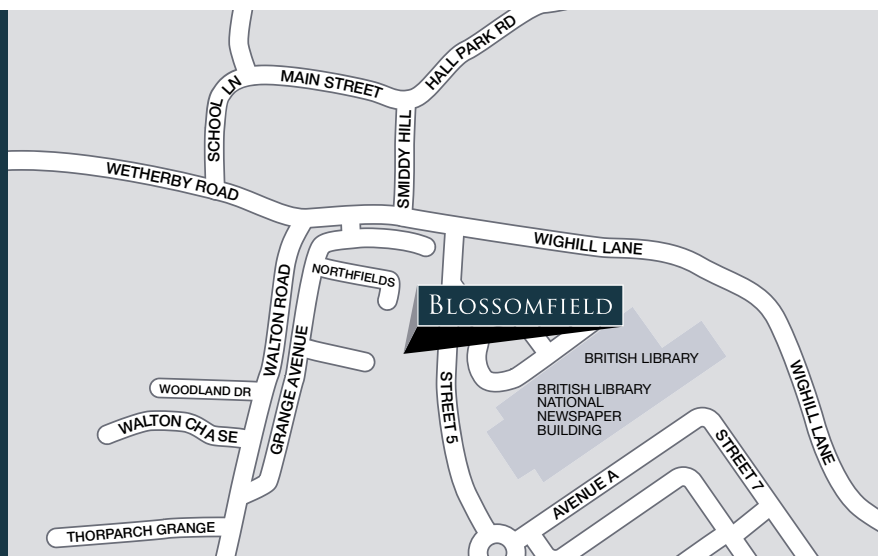 HALL PARK RD
MAIN STREET
SCHOOL LN
SMIDDY HILL
WETHERBY ROAD
WIGHILL LANE
NORTHFIELDS
WALTON ROAD
BLOSSOMFIELD
GRANGE AVENUE
BRITISH LIBRARY
BRITISH LIBRARY
NATIONAL
NEWSPAPER
BUILDING
WOODLAND DR
STREET 5
WIGHILL LANE
WALTON CHASE
STREET 7
AVENUE A
THORPARCH GRANGE